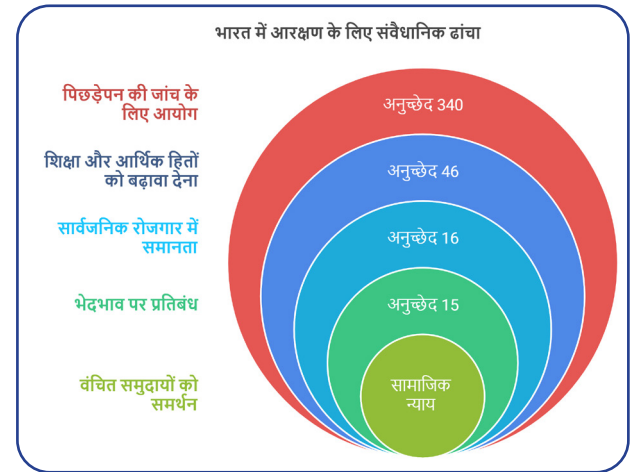 भारत में आरक्षण के लिए संवैधानिक ढांचा
पिछड़ेपन की जांच के
लिए आयोग
अनुच्छेद 340
शिक्षा और आर्थिक हितों
को बढ़ावा देना
अनुच्छेद 46
सार्वजनिक रोजगार में
समानता
अनुच्छेद 16
भेदभाव पर प्रतिबंध
अनुच्छेद 15
वंचित समुदायों को
समर्थन
सामाजिक
न्याय